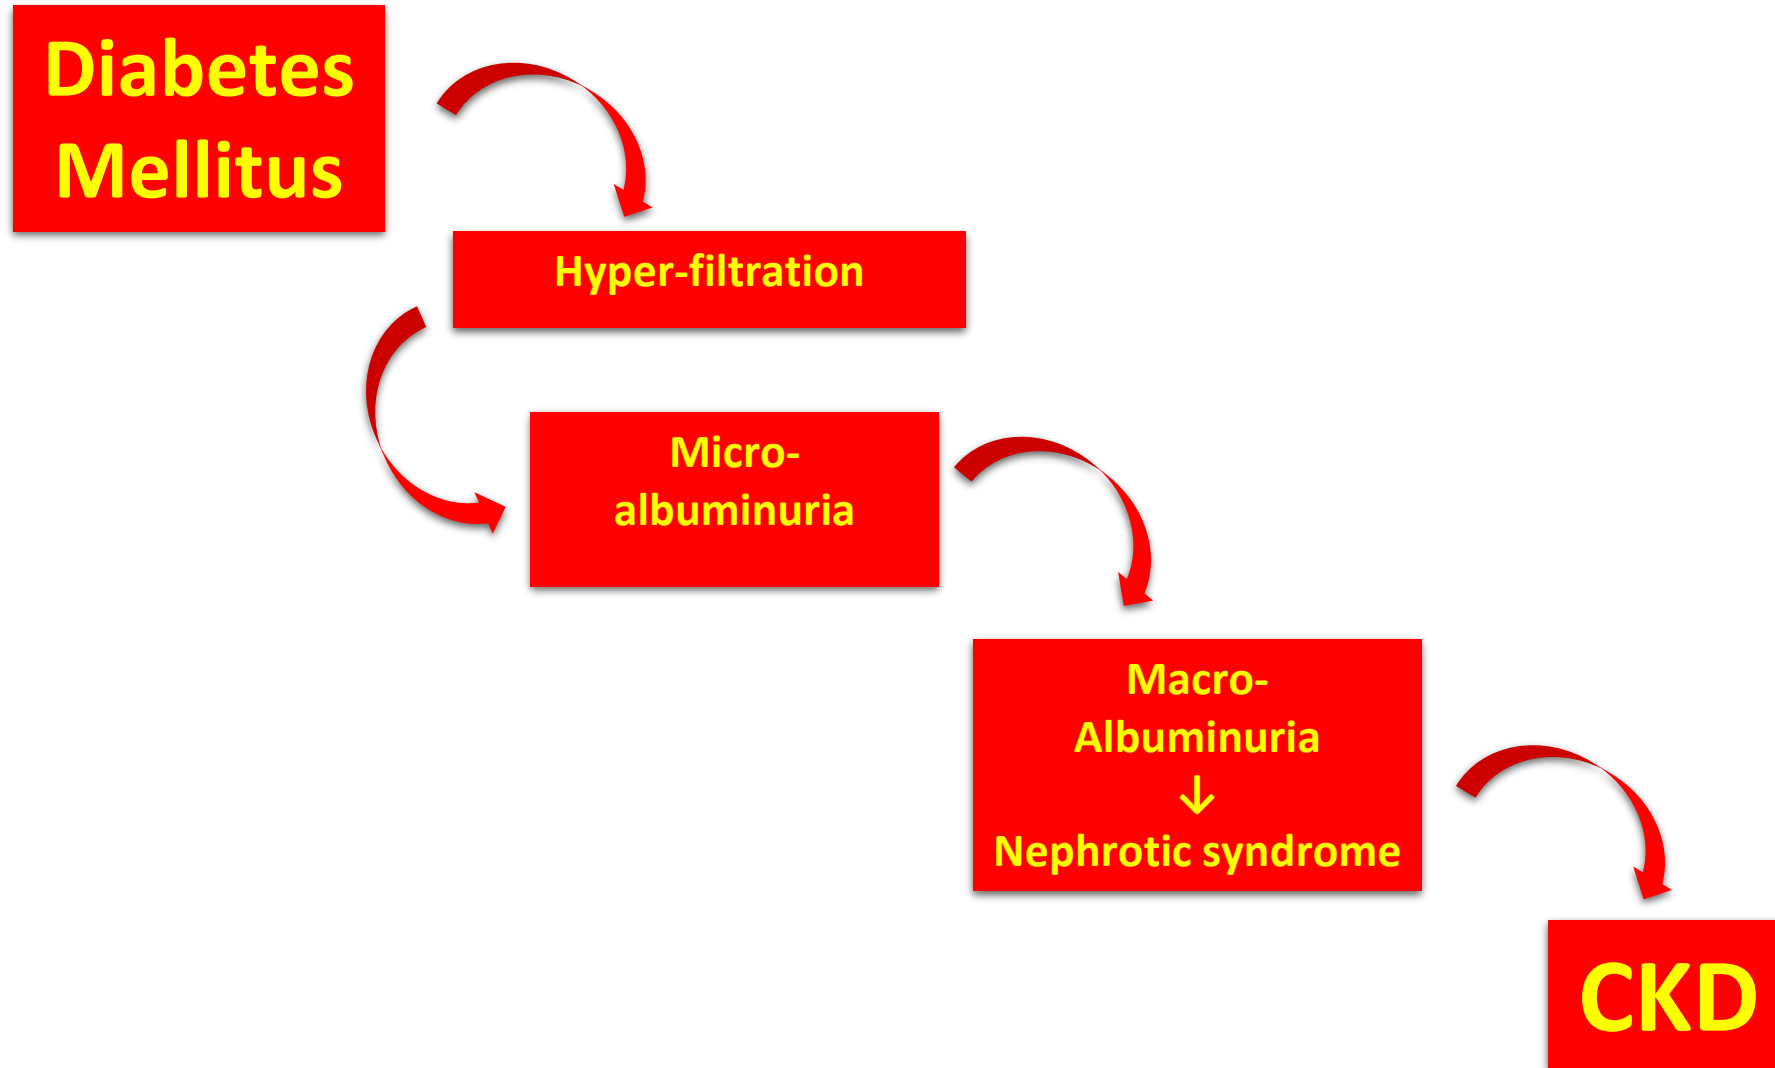 Diabetes
Mellitus
Hyper-filtration
Micro-
albuminuria
Macro-
Albuminuria
↓
Nephrotic syndrome
CKD